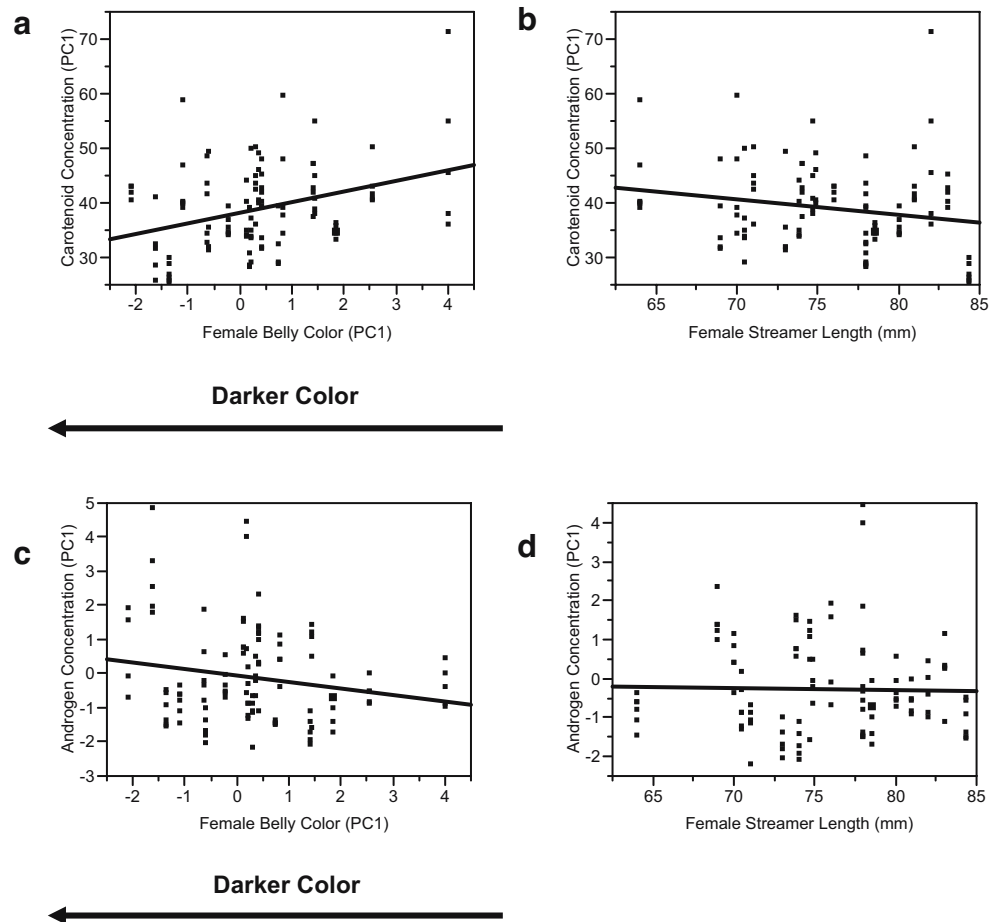 a
Carotenoid Concentration (PC1)
70
60
50
40
30
-2 -1 0 1 2 3 4
Female Belly Color (PC1)
b
Carotenoid Concentration (PC1)
70
60
50
40
30
65 70 75 80 85
Female Streamer Length (mm)
Darker Color
c
Androgen Concentration (PC1)
5
4
3
2
1
0
-1
-2
-3
-2 -1 0 1 2 3 4
Female Belly Color (PC1)
d
Androgen Concentration (PC1)
4
3
2
1
0
-1
-2
65 70 75 80 85
Female Streamer Length (mm)
Darker Color